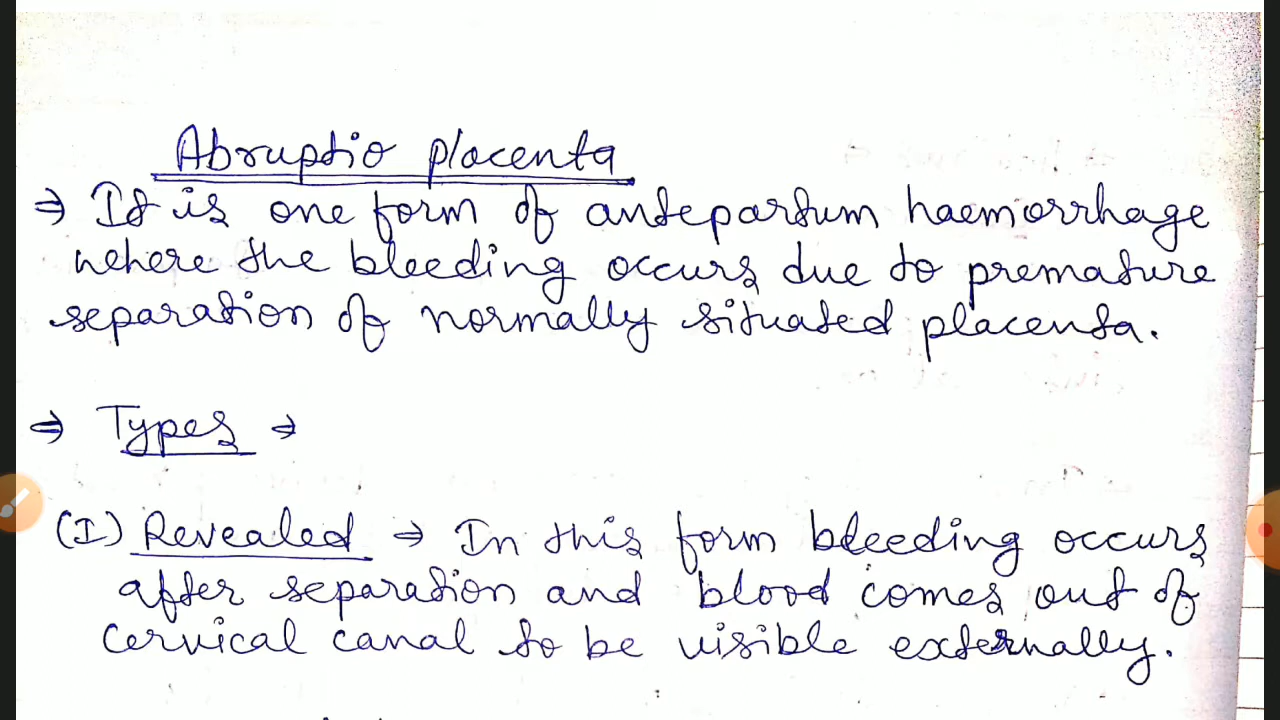 Abruptio placenta
⇒ It is one form of antepartum haemorrhage
where the bleeding occurs due to premature
separation of normally situated placenta.
⇒ Types ⇒
(I) Revealed ⇒ In this form bleeding occurs
after separation and blood comes out of
cervical canal to be visible externally.